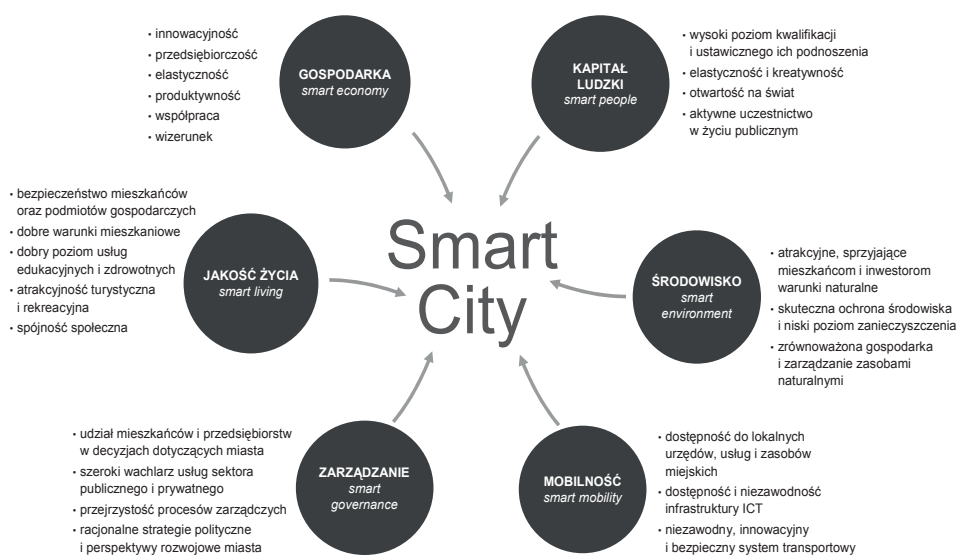 • innowacyjność
• przedsiębiorczość
• elastyczność
• produktywność
• współpraca
• wizerunek
GOSPODARKA
smart economy
KAPITAŁ
LUDZKI
smart people
• wysoki poziom kwalifikacji
i ustawicznego ich podnoszenia
• elastyczność i kreatywność
• otwartość na świat
• aktywne uczestnictwo
w życiu publicznym
• bezpieczeństwo mieszkańców
oraz podmiotów gospodarczych
• dobre warunki mieszkaniowe
• dobry poziom usług
edukacyjnych i zdrowotnych
• atrakcyjność turystyczna
i rekreacyjna
• spójność społeczna
JAKOŚĆ ŻYCIA
smart living
Smart
City
ŚRODOWISKO
smart
environment
• atrakcyjne, sprzyjające
mieszkańcom i inwestorom
warunki naturalne
• skuteczna ochrona środowiska
i niski poziom zanieczyszczenia
• zrównoważona gospodarka
i zarządzanie zasobami
naturalnymi
• udział mieszkańców i przedsiębiorstw
w decyzjach dotyczących miasta
• szeroki wachlarz usług sektora
publicznego i prywatnego
• przejrzystość procesów zarządczych
• racjonalne strategie polityczne
i perspektywy rozwojowe miasta
ZARZĄDZANIE
smart
governance
MOBILNOŚĆ
smart mobility
• dostępność do lokalnych
urzędów, usług i zasobów
miejskich
• dostępność i niezawodność
infrastruktury ICT
• niezawodny, innowacyjny
i bezpieczny system transportowy